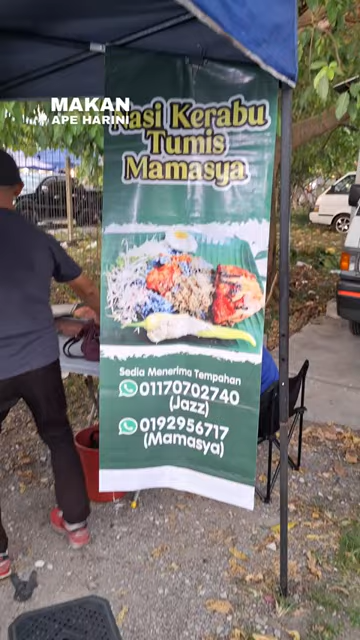 MAKAN
APE HARINI
Nasi Kerabu
Tumis
Mamasya
Sedia Menerima Tempahan
01170702740
(Jazz)
0192956717
(Mamasya)